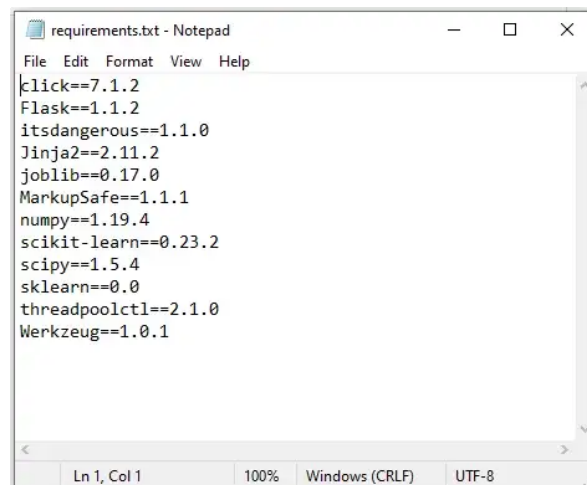 requirements.txt - Notepad
File Edit Format View Help
click==7.1.2
Flask==1.1.2
itsdangerous==1.1.0
Jinja2==2.11.2
joblib==0.17.0
MarkupSafe==1.1.1
numpy==1.19.4
scikit-learn==0.23.2
scipy==1.5.4
sklearn==0.0
threadpoolctl==2.1.0
Werkzeug==1.0.1
Ln 1, Col 1 100% Windows (CRLF) UTF-8